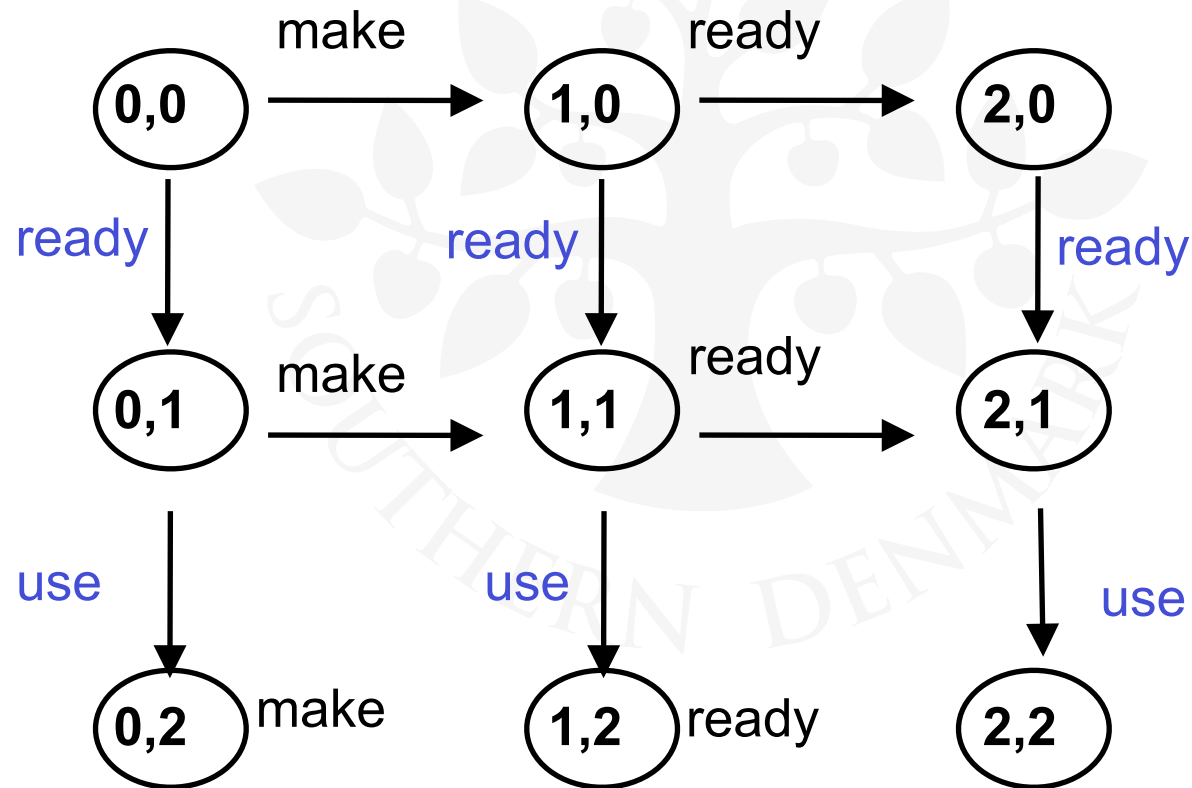 make ready
0,0 1,0 2,0
ready ready ready
make ready
0,1 1,1 2,1
use use use
0,2 make 1,2 ready 2,2
SOUTHERN DENMARK